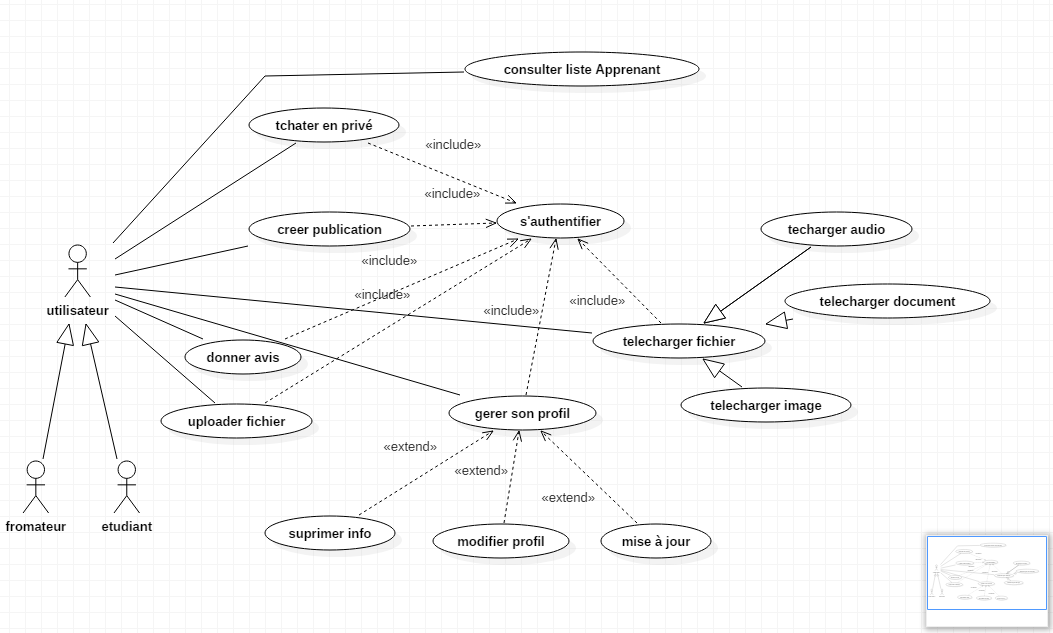 consulter liste Apprenant
tchater en privé
«include»
«include»
s'authentifier
creer publication
techarger audio
«include»
«include»
utilisateur
«include»
«include»
telecharger document
telecharger fichier
donner avis
gerer son profil
telecharger image
uploader fichier
«extend»
«extend»
«extend»
fromateur
etudiant
suprimer info
modifier profil
mise à jour